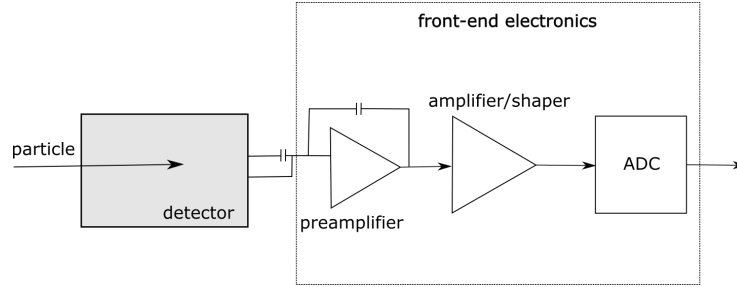 front-end electronics
amplifier/shaper
particle
ADC
detector
preamplifier